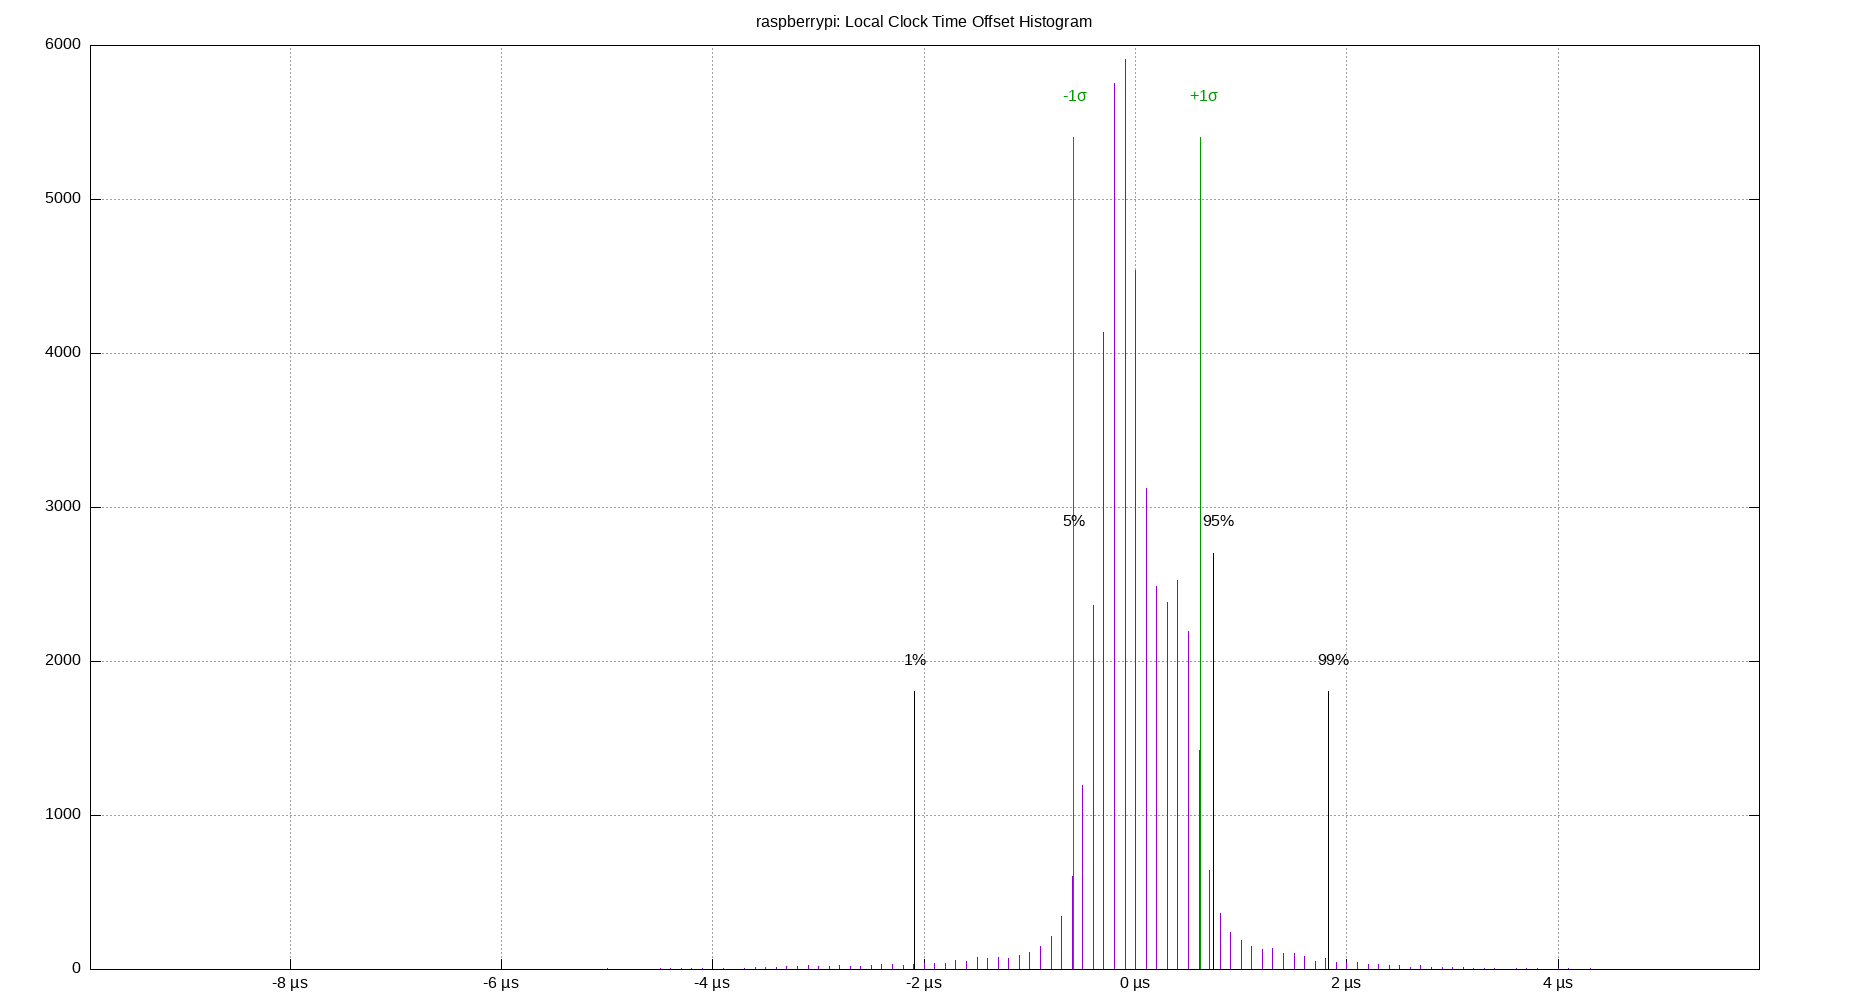 raspberrypi: Local Clock Time Offset Histogram
6000
-1σ
+1σ
5000
4000
3000
5%
95%
2000
1%
99%
1000
0
-8 µs
-6 µs
-4 µs
-2 µs
0 µs
2 µs
4 µs